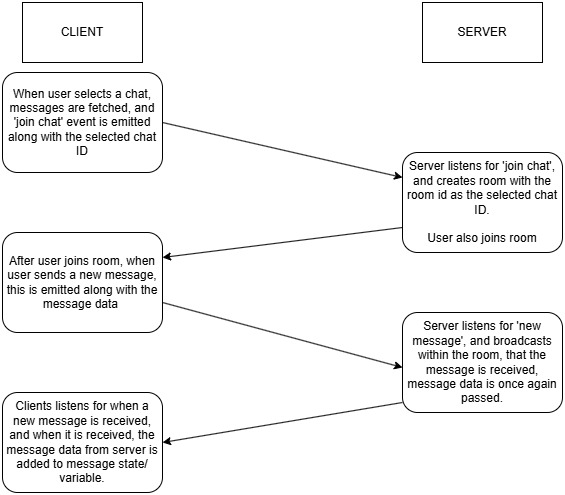 CLIENT
SERVER
When user selects a chat,
messages are fetched, and
'join chat' event is emitted
along with the selected chat
ID
Server listens for 'join chat',
and creates room with the
room id as the selected chat
ID.
User also joins room
After user joins room, when
user sends a new message,
this is emitted along with the
message data
Server listens for 'new
message', and broadcasts
within the room, that the
message is received,
message data is once again
passed.
Clients listens for when a
new message is received,
and when it is received, the
message data from server is
added to message state/
variable.